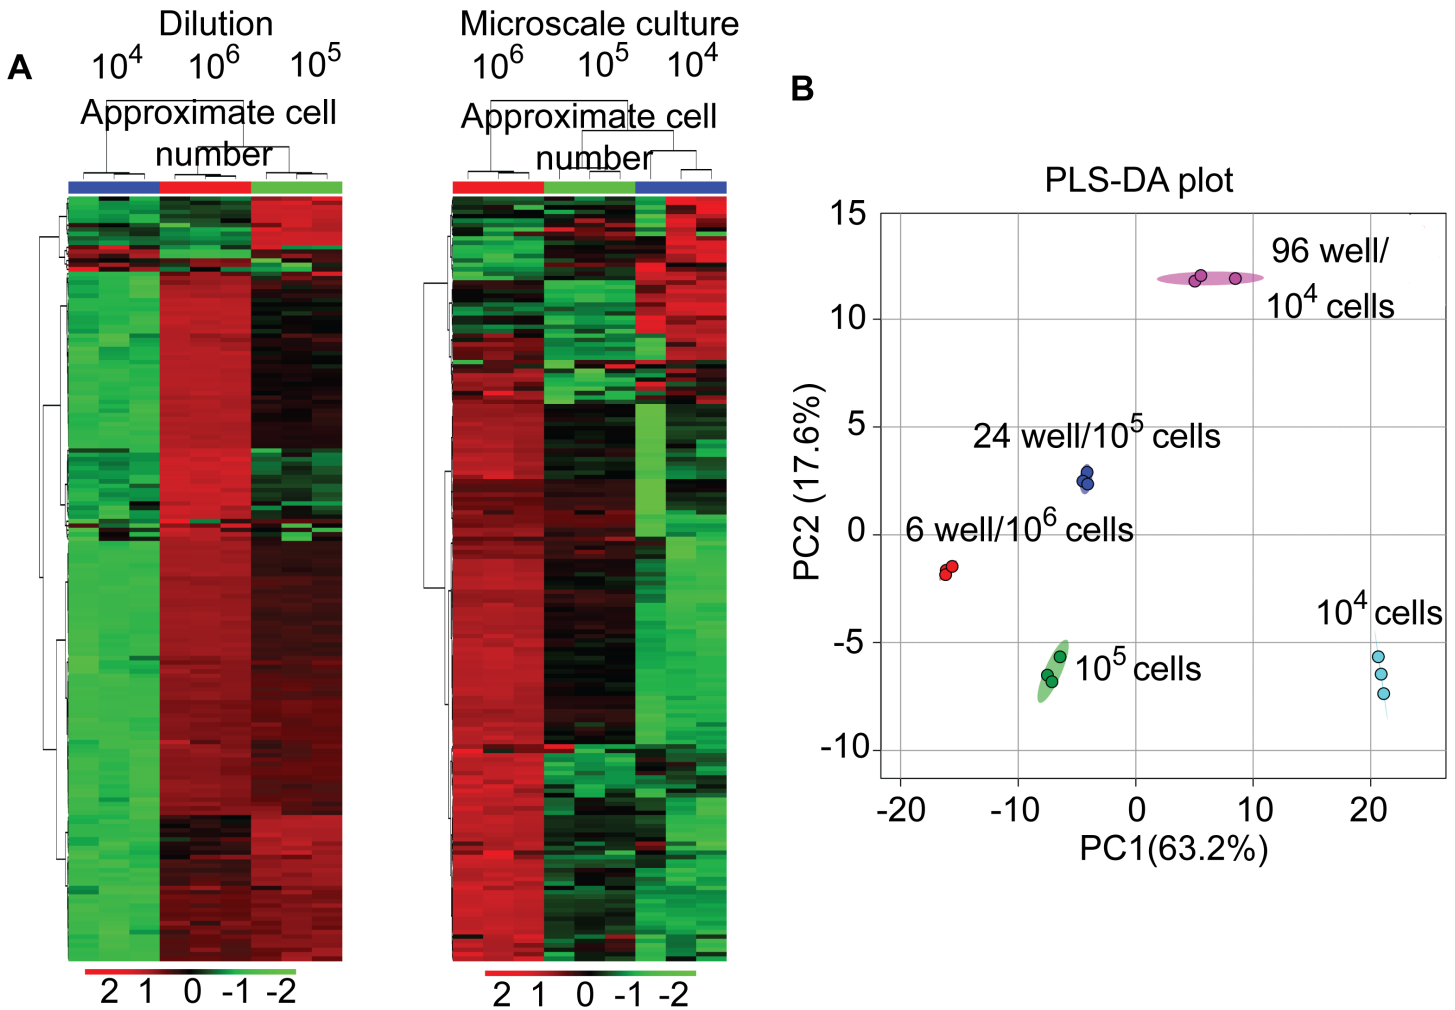 A
Dilution
10⁴ 10⁶ 10⁵
Approximate cell
number
2 1 0 -1 -2
Microscale culture
10⁶ 10⁵ 10⁴
Approximate cell
number
2 1 0 -1 -2
B
PLS-DA plot
15
10
5
0
-5
-10
PC2 (17.6%)
96 well/
10⁴ cells
24 well/10⁵ cells
6 well/10⁶ cells
10⁴ cells
10⁵ cells
-20 -10 0 10 20
PC1(63.2%)